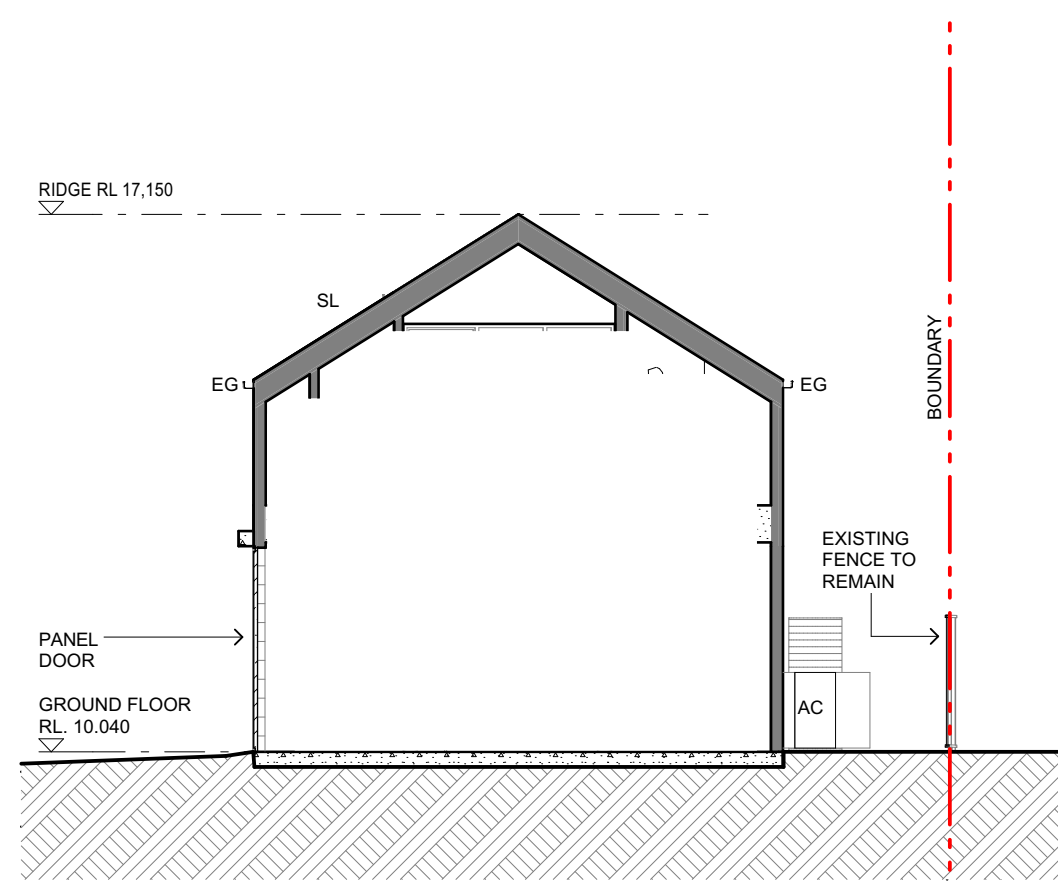 RIDGE RL 17,150
SL
EG
EG
BOUNDARY
EXISTING
FENCE TO
REMAIN
PANEL
DOOR
AC
GROUND FLOOR
RL. 10.040